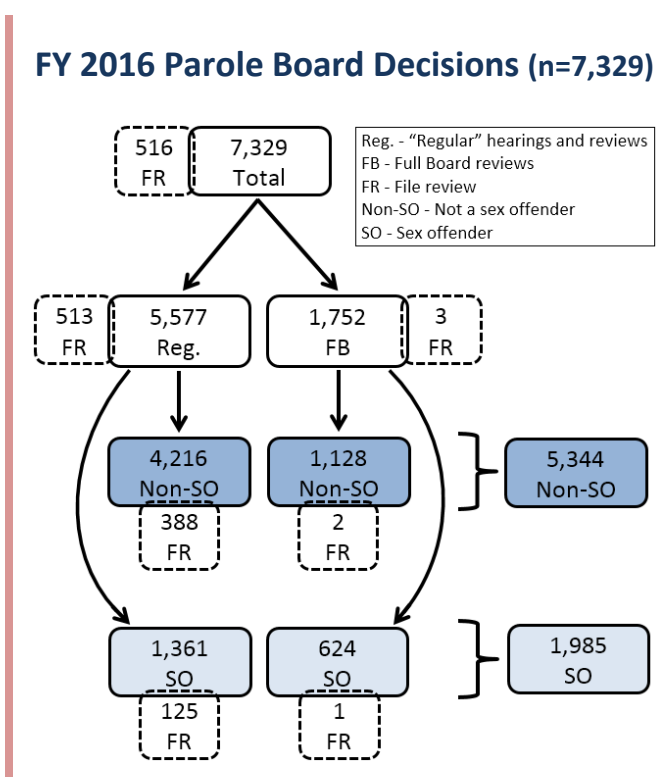 FY 2016 Parole Board Decisions (n=7,329)
516
FR
7,329
Total
Reg. - “Regular” hearings and reviews
FB - Full Board reviews
FR - File review
Non-SO - Not a sex offender
SO - Sex offender
513
FR
5,577
Reg.
1,752
FB
3
FR
4,216
Non-SO
388
FR
1,128
Non-SO
2
FR
5,344
Non-SO
1,361
SO
125
FR
624
SO
1
FR
1,985
SO